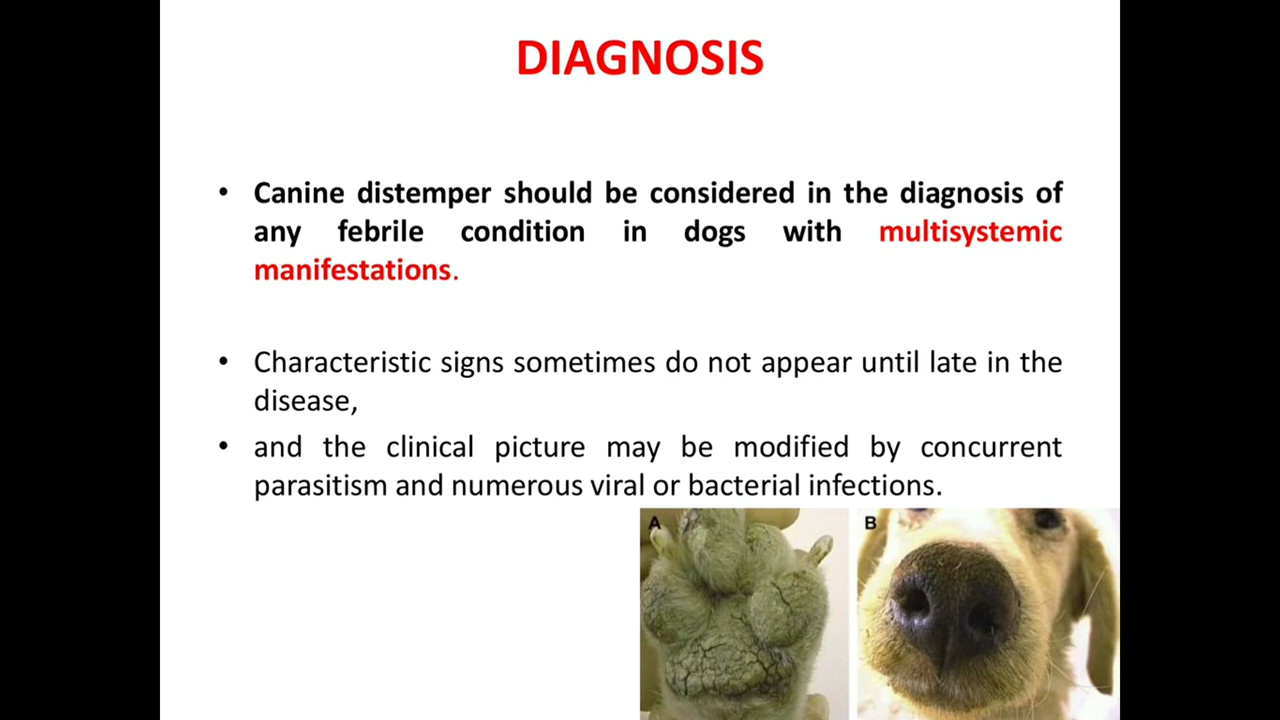 DIAGNOSIS
• Canine distemper should be considered in the diagnosis of
any febrile condition in dogs with multisystemic
manifestations.
• Characteristic signs sometimes do not appear until late in the
disease,
• and the clinical picture may be modified by concurrent
parasitism and numerous viral or bacterial infections.
A B